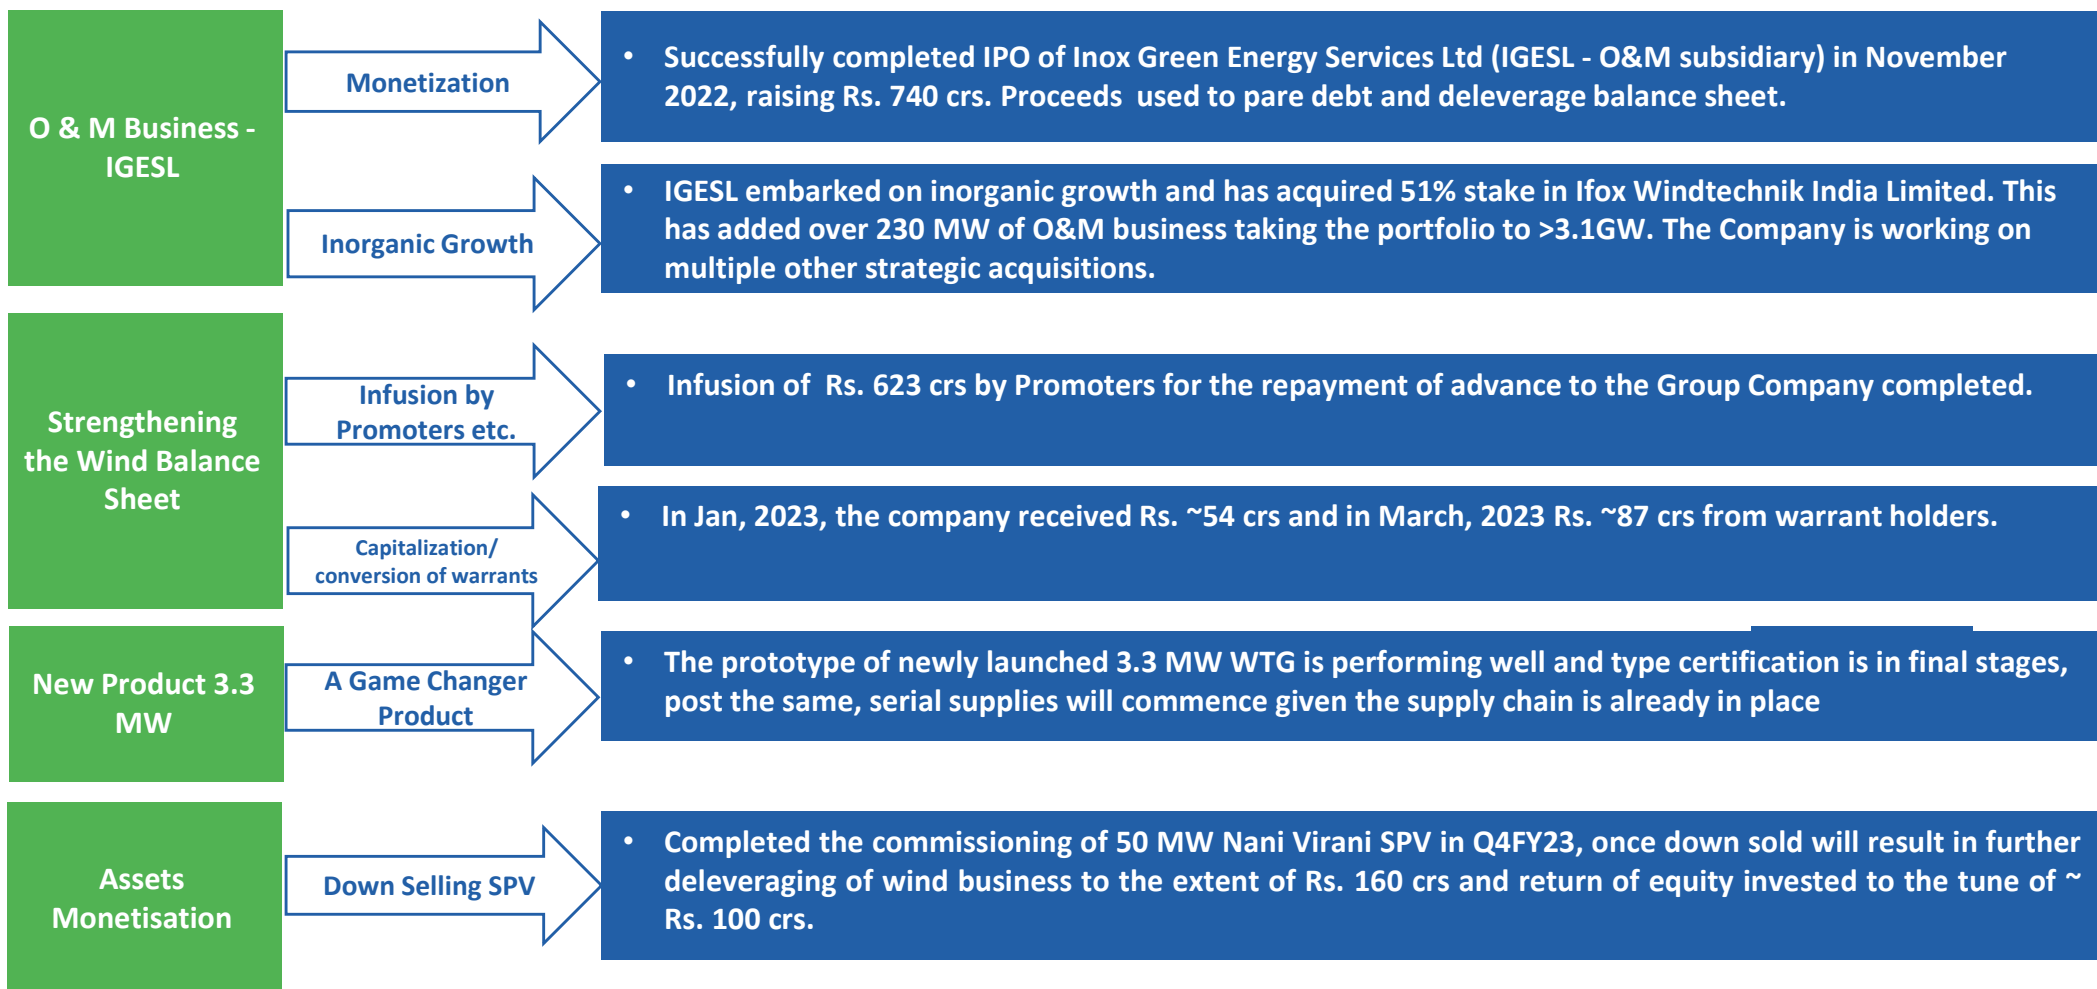 O & M Business -
IGESL
Monetization
• Successfully completed IPO of Inox Green Energy Services Ltd (IGESL - O&M subsidiary) in November
2022, raising Rs. 740 crs. Proceeds used to pare debt and deleverage balance sheet.
Inorganic Growth
• IGESL embarked on inorganic growth and has acquired 51% stake in Ifox Windtechnik India Limited. This
has added over 230 MW of O&M business taking the portfolio to >3.1GW. The Company is working on
multiple other strategic acquisitions.
Strengthening
the Wind Balance
Sheet
Infusion by
Promoters etc.
• Infusion of Rs. 623 crs by Promoters for the repayment of advance to the Group Company completed.
Capitalization/
conversion of warrants
• In Jan, 2023, the company received Rs. ~54 crs and in March, 2023 Rs. ~87 crs from warrant holders.
New Product 3.3
MW
A Game Changer
Product
• The prototype of newly launched 3.3 MW WTG is performing well and type certification is in final stages,
post the same, serial supplies will commence given the supply chain is already in place
Assets
Monetisation
Down Selling SPV
• Completed the commissioning of 50 MW Nani Virani SPV in Q4FY23, once down sold will result in further
deleveraging of wind business to the extent of Rs. 160 crs and return of equity invested to the tune of ~
Rs. 100 crs.